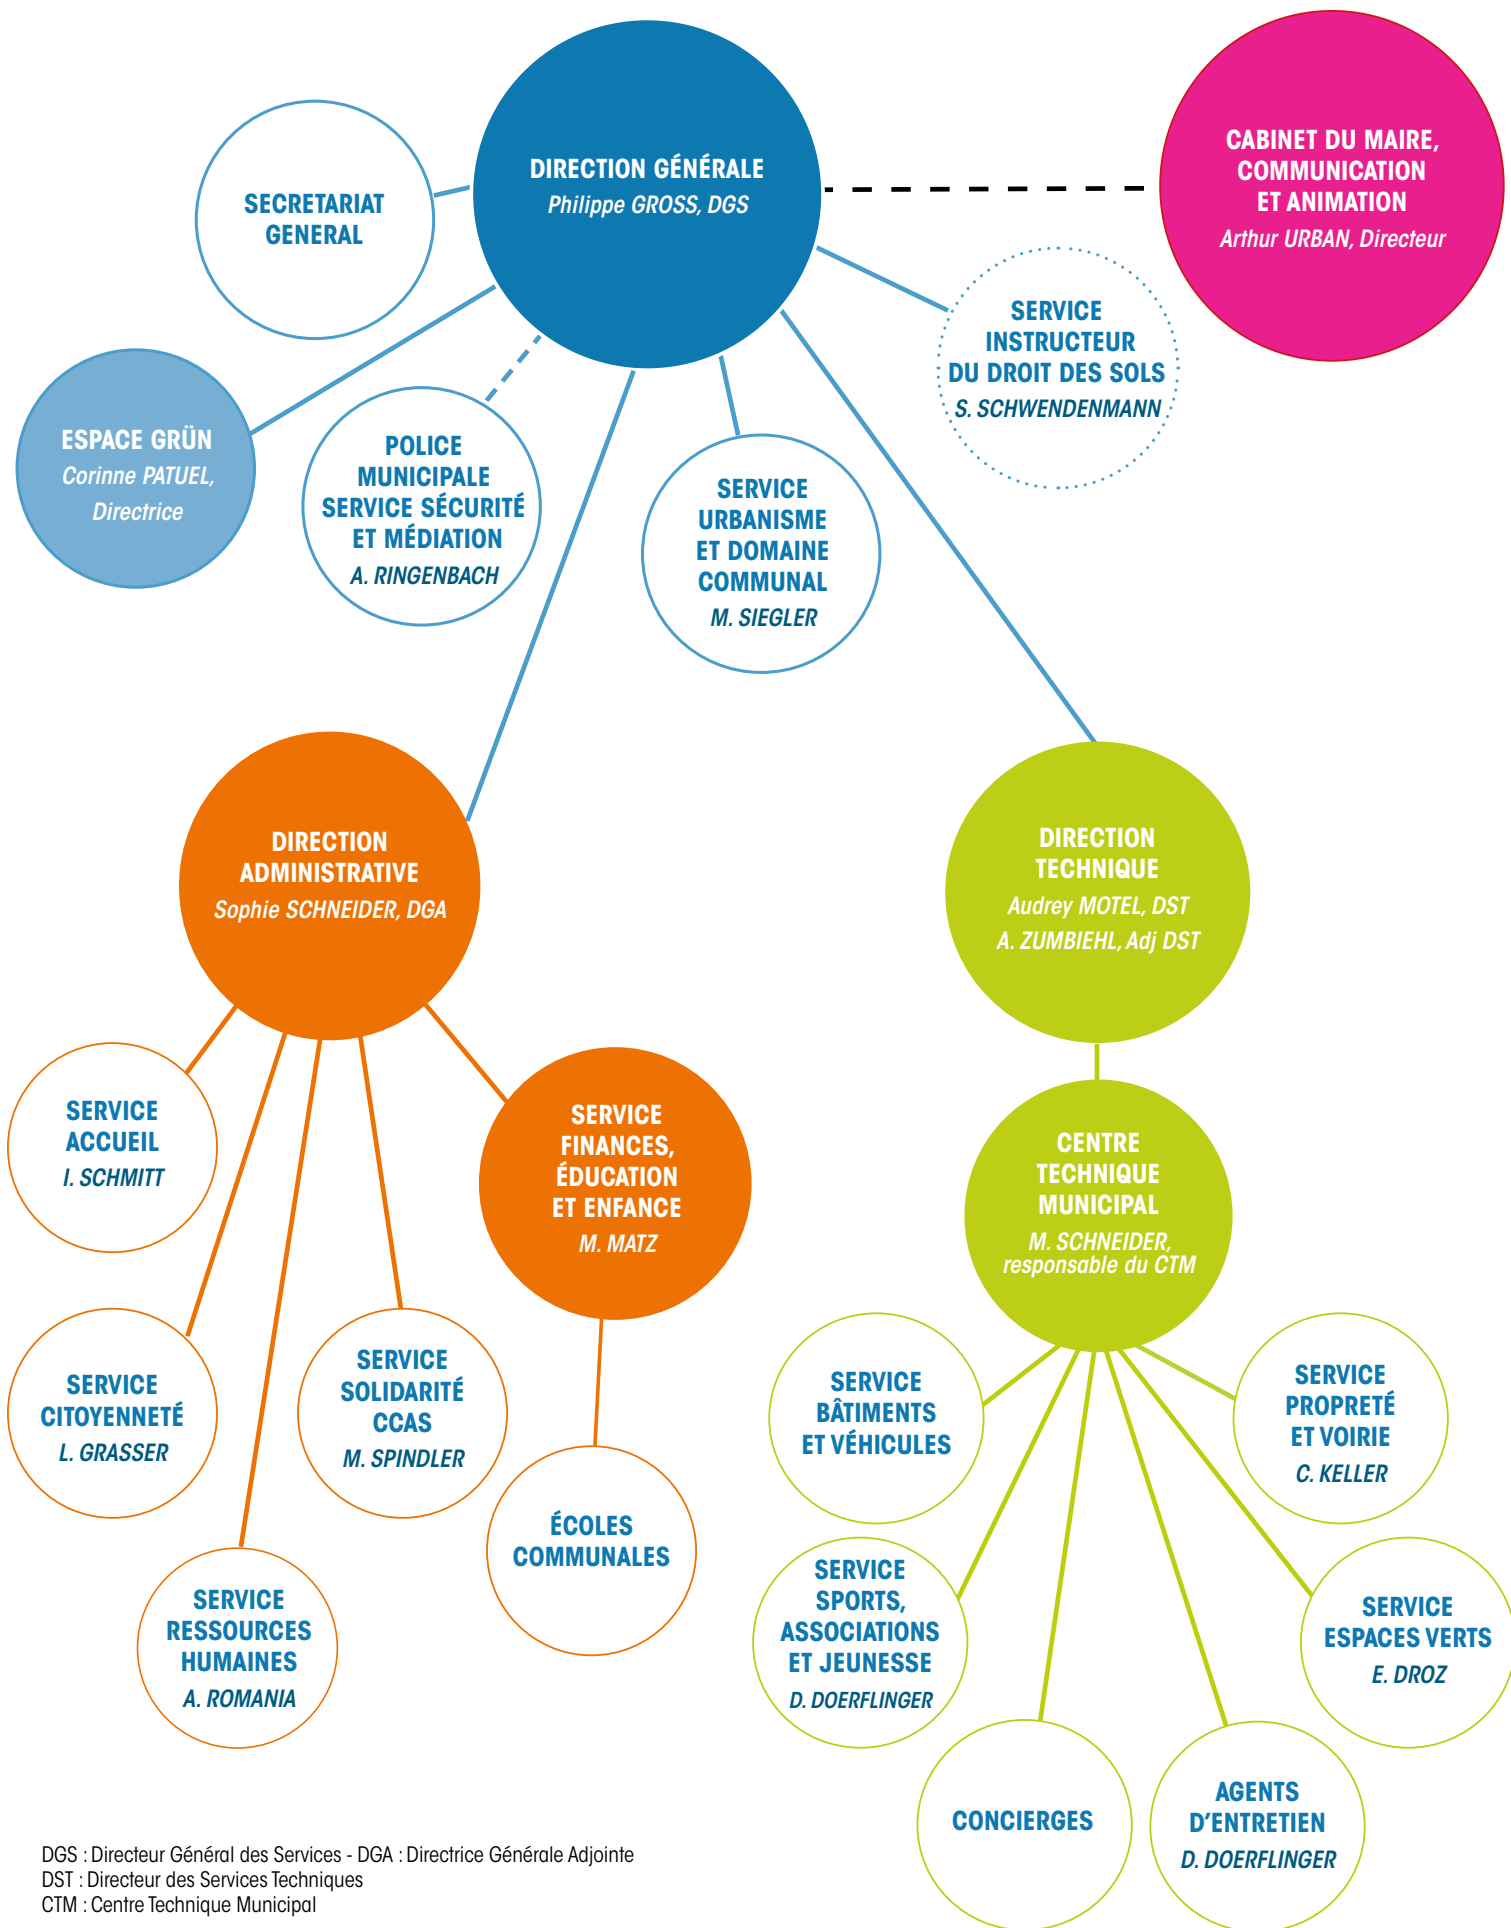 DIRECTION GÉNÉRALE
Philippe GROSS, DGS
CABINET DU MAIRE,
COMMUNICATION
ET ANIMATION
Arthur URBAN, Directeur
SECRETARIAT
GENERAL
SERVICE
INSTRUCTEUR
DU DROIT DES SOLS
S. SCHWENDENMANN
ESPACE GRÜN
Corinne PATUEL,
Directrice
POLICE
MUNICIPALE
SERVICE SÉCURITÉ
ET MÉDIATION
A. RINGENBACH
SERVICE
URBANISME
ET DOMAINE
COMMUNAL
M. SIEGLER
DIRECTION
ADMINISTRATIVE
Sophie SCHNEIDER, DGA
DIRECTION
TECHNIQUE
Audrey MOTEL, DST
A. ZUMBIEHL, Adj DST
SERVICE
ACCUEIL
I. SCHMITT
SERVICE
FINANCES,
ÉDUCATION
ET ENFANCE
M. MATZ
CENTRE
TECHNIQUE
MUNICIPAL
M. SCHNEIDER,
responsable du CTM
SERVICE
CITOYENNETÉ
L. GRASSER
SERVICE
SOLIDARITÉ
CCAS
M. SPINDLER
SERVICE
BÂTIMENTS
ET VÉHICULES
SERVICE
PROPRETÉ
ET VOIRIE
C. KELLER
ÉCOLES
COMMUNALES
SERVICE
RESSOURCES
HUMAINES
A. ROMANIA
SERVICE
SPORTS,
ASSOCIATIONS
ET JEUNESSE
D. DOERFLINGER
SERVICE
ESPACES VERTS
E. DROZ
CONCIERGES
AGENTS
D'ENTRETIEN
D. DOERFLINGER
DGS : Directeur Général des Services - DGA : Directrice Générale Adjointe
DST : Directeur des Services Techniques
CTM : Centre Technique Municipal